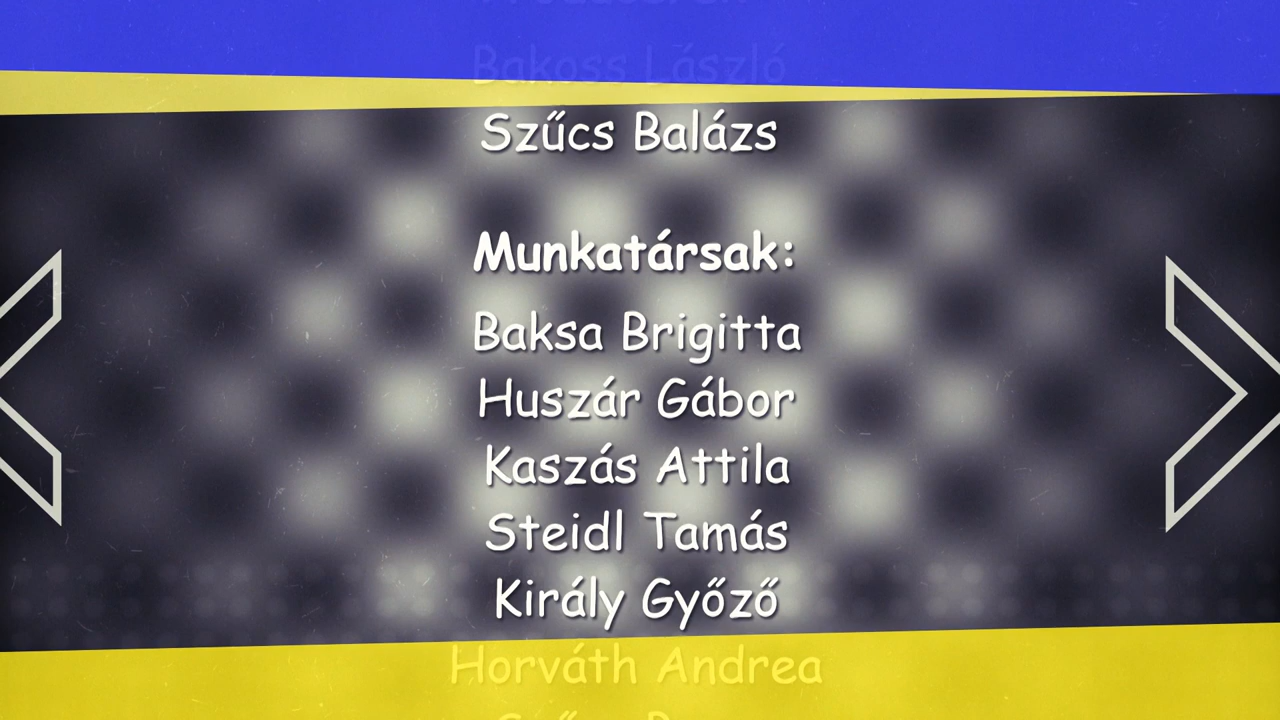 Bakoss László
Szűcs Balázs
Munkatársak:
Baksa Brigitta
Huszár Gábor
Kaszás Attila
Steidl Tamás
Király Győző
Horváth Andrea